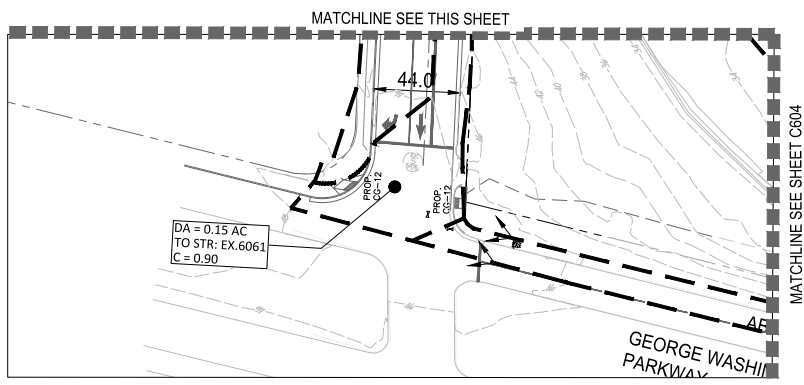 MATCHLINE SEE THIS SHEET
44.0
PROP.
CG-12
PROP.
CG-12
DA = 0.15 AC
TO STR: EX.6061
C = 0.90
MATCHLINE SEE SHEET C604
GEORGE WASHI
PARKWAY